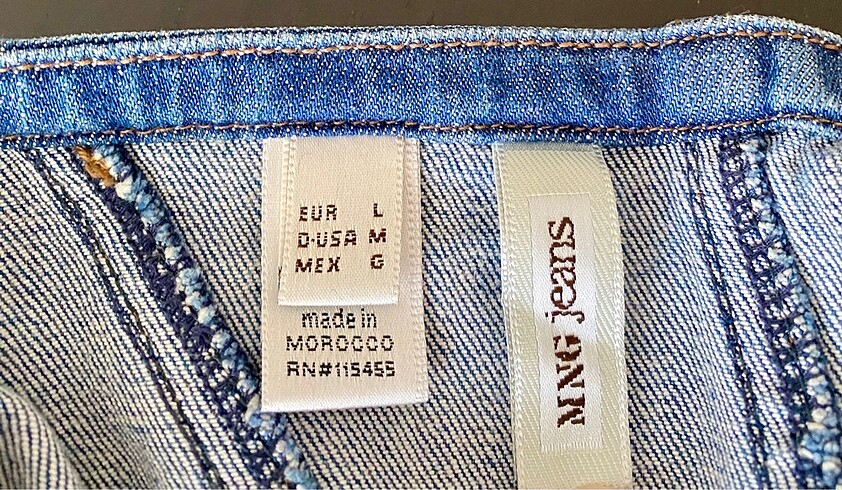 EUR L
D·USA M
MEX G
made in
MOROCCO
RN#115455
MNG jeans